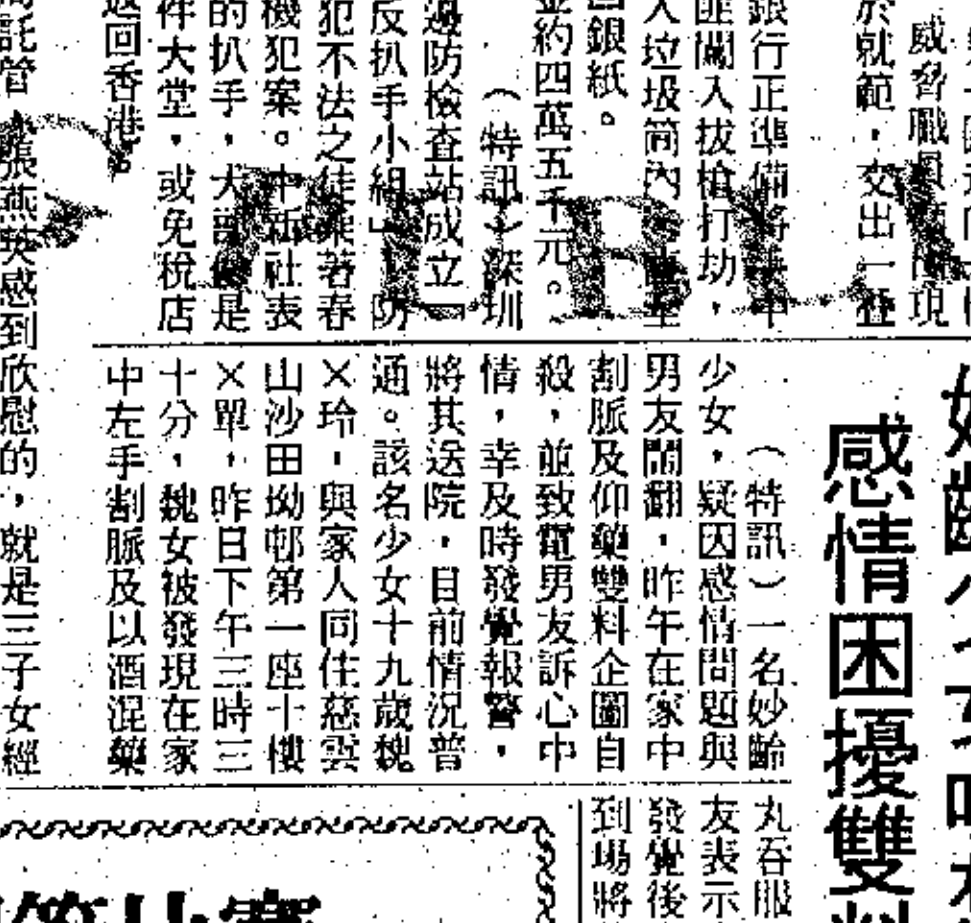 威脅職員
於就範，交出一疊
銀行正準備將
匪闖入拔槍打劫，
入垃圾筒內
銀紙。
約四萬五千元。
（特訊）深圳
邊防檢查站成立「
反扒手小組」防
犯不法之徒乘着春
機犯案。中新社表
的扒手，大部份是
件大堂，或免稅店
返回香港。
託管
張燕英感到欣慰的，就是三子女經
感情困擾雙料
（特訊）一名妙齡
少女，疑因感情問題與
男友鬧翻，昨午在家中
割脈及仰藥雙料企圖自
殺，並致電男友訴心中
情，幸及時發覺報警，
將其送院，目前情況普
通。該名少女十九歲魏
×玲，與家人同住慈雲
山沙田坳邨第一座十樓
×單，昨日下午三時三
十分，魏女被發現在家
中左手割脈及以酒混藥
丸吞服
友表示
發覺後
到場將